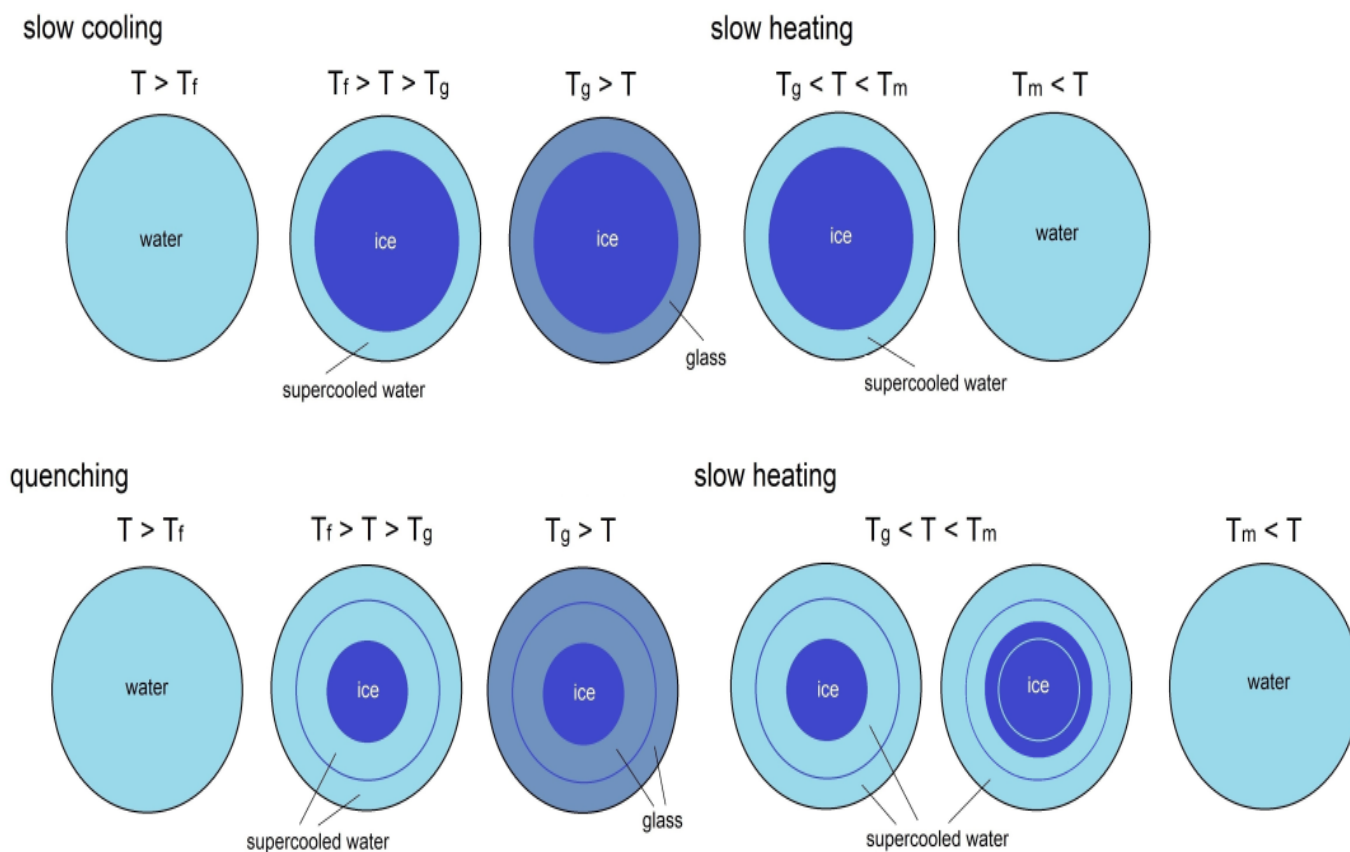 slow cooling
slow heating
T > Tf
Tf > T > Tg
Tg > T
Tg < T < Tm
Tm < T
water
ice
ice
ice
water
glass
supercooled water
supercooled water
quenching
slow heating
T > Tf
Tf > T > Tg
Tg > T
Tg < T < Tm
Tm < T
water
ice
ice
ice
ice
water
glass
supercooled water
supercooled water